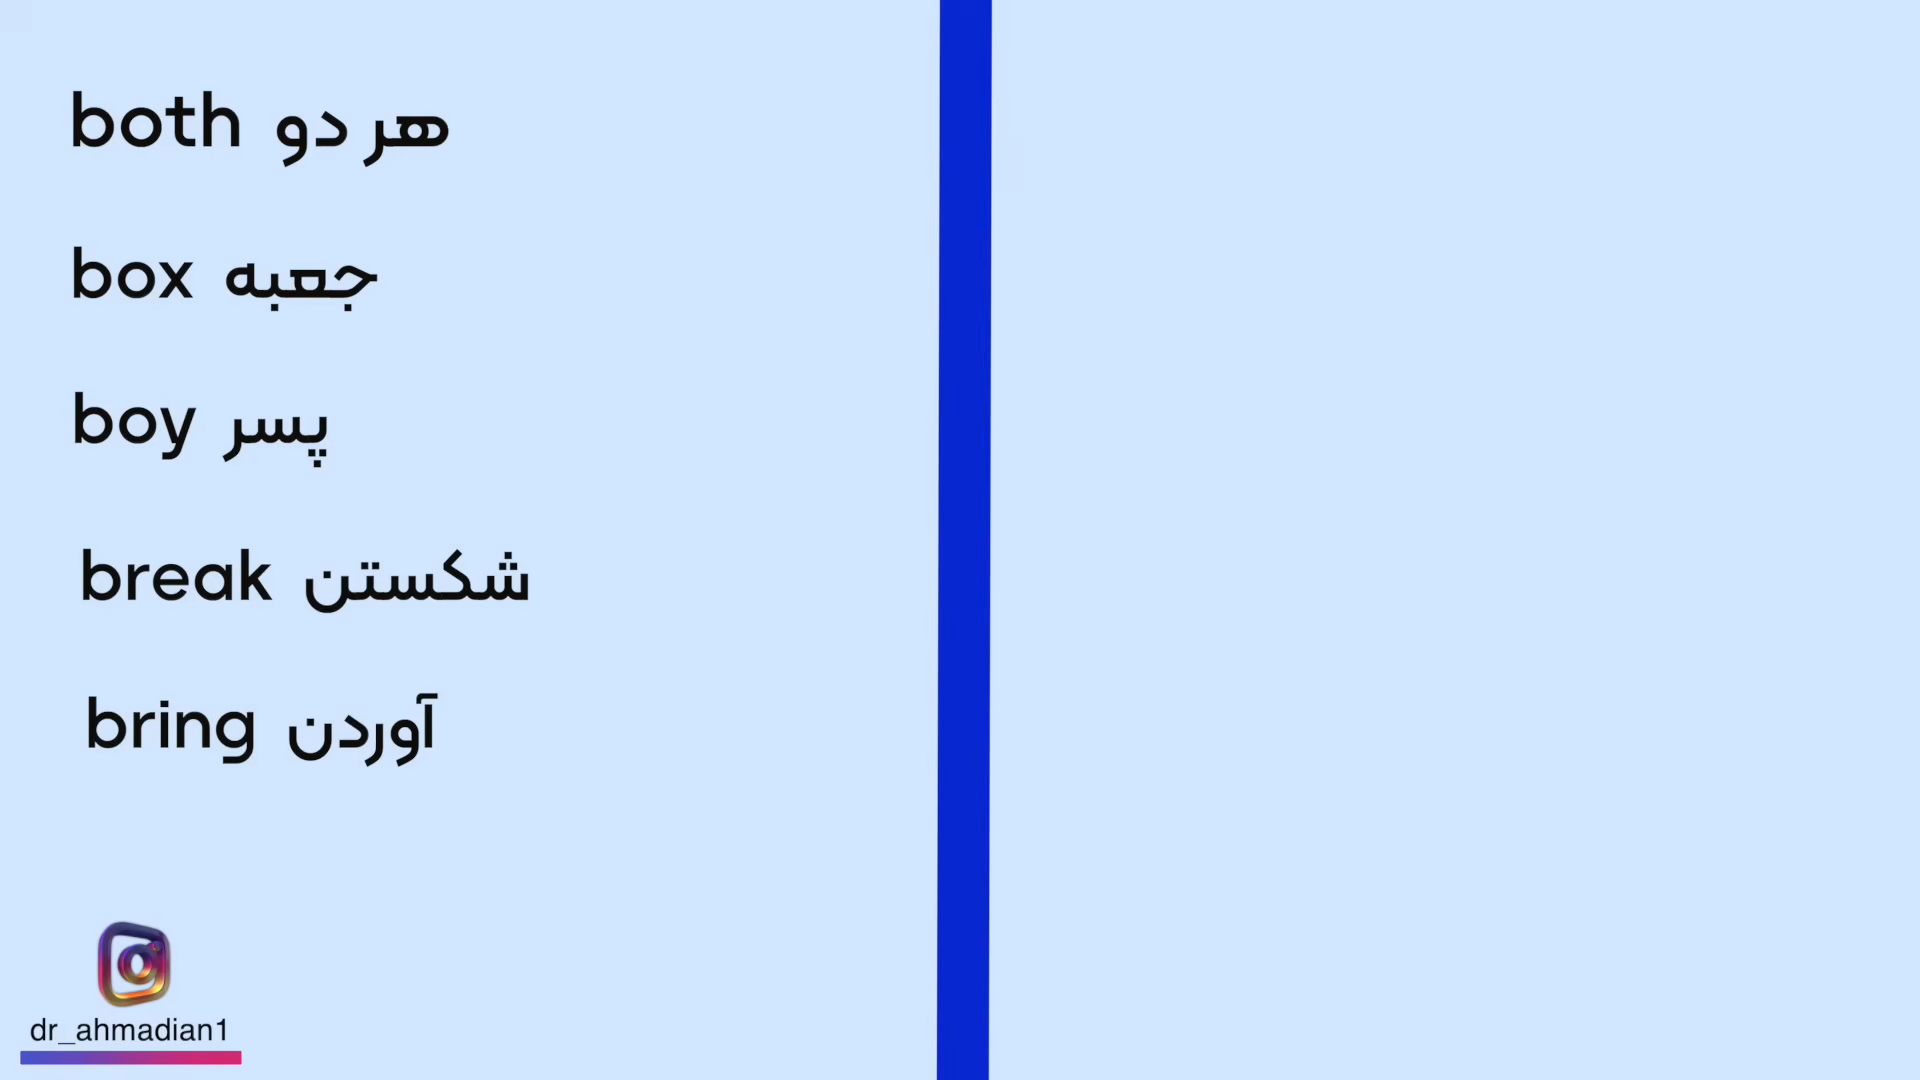 both هر دو
box جعبه
boy پسر
break شکستن
bring آوردن
dr_ahmadian1